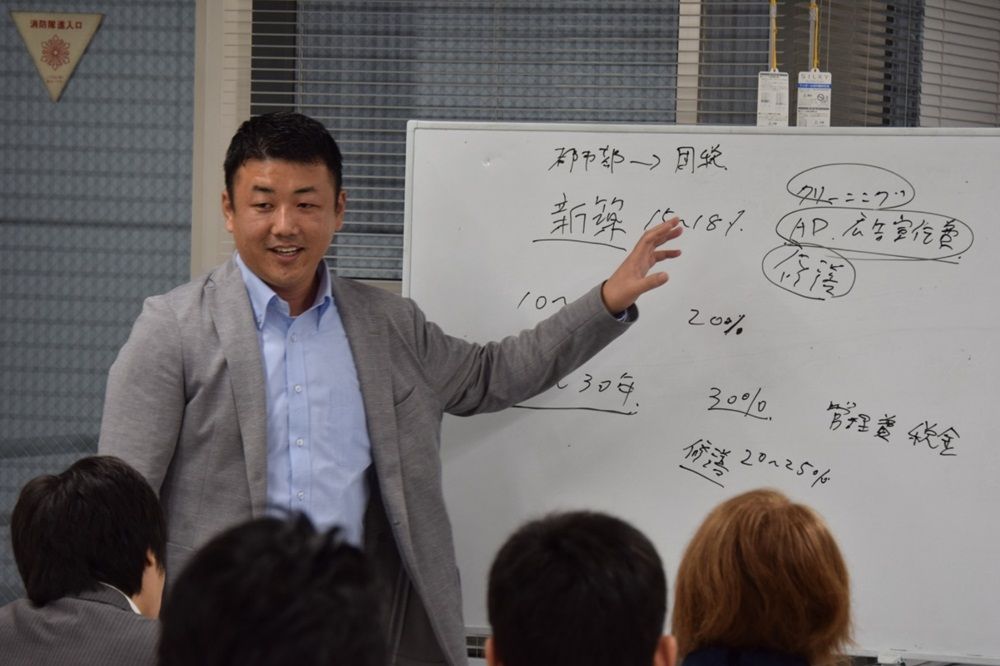 消防隊進入口
SILKY
都市部→固税
新築 15~18%
クリーニング
AD.広告宣伝費
修繕
10~
20%
~30年
30%
管理費 税金
修繕 20~25%